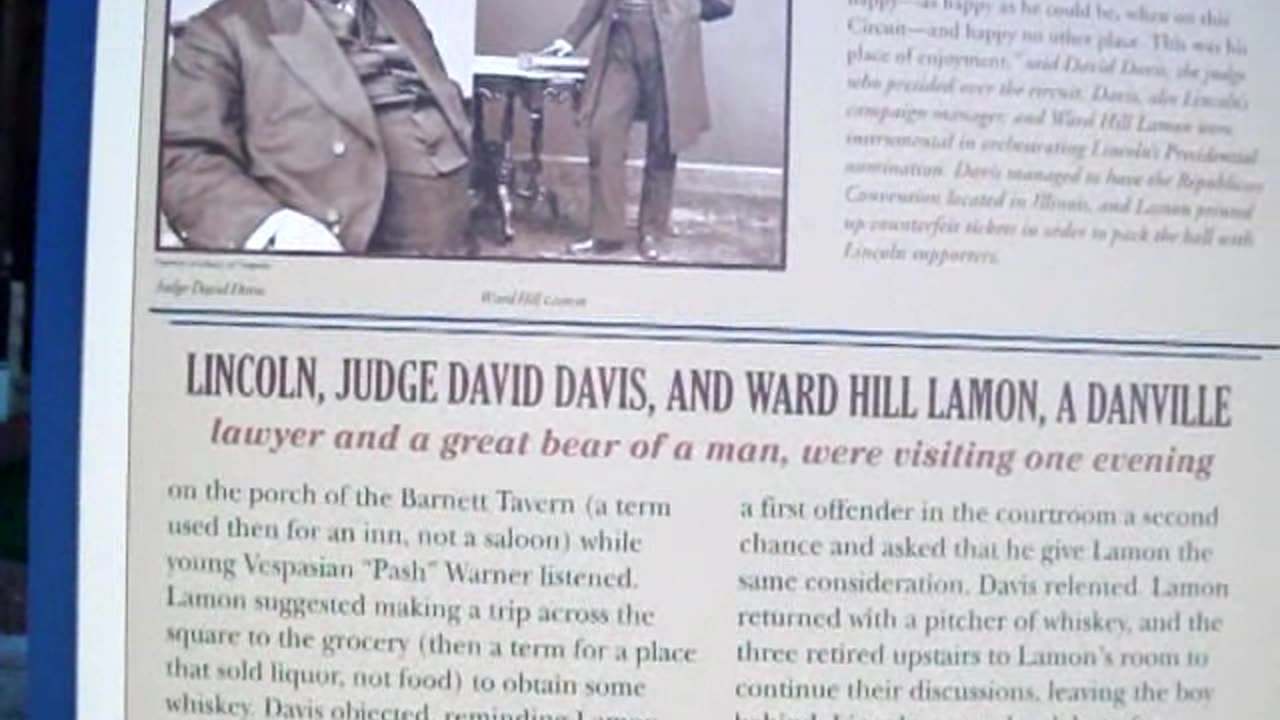 happy—as happy as he could be, when on this
Circuit—and happy no other place. This was his
place of enjoyment," said David Davis, the judge
who presided over the circuit. Davis, also Lincoln's
campaign manager, and Ward Hill Lamon were
instrumental in orchestrating Lincoln's Presidential
nomination. Davis managed to have the Republican
Convention located in Illinois, and Lamon printed
up counterfeit tickets in order to pack the hall with
Lincoln supporters.
Judge David Davis
Ward Hill Lamon
LINCOLN, JUDGE DAVID DAVIS, AND WARD HILL LAMON, A DANVILLE
lawyer and a great bear of a man, were visiting one evening
on the porch of the Barnett Tavern (a term
used then for an inn, not a saloon) while
young Vespasian "Pash" Warner listened.
Lamon suggested making a trip across the
square to the grocery (then a term for a place
that sold liquor, not food) to obtain some
whiskey. Davis objected, reminding Lamon
a first offender in the courtroom a second
chance and asked that he give Lamon the
same consideration. Davis relented. Lamon
returned with a pitcher of whiskey, and the
three retired upstairs to Lamon's room to
continue their discussions, leaving the boy